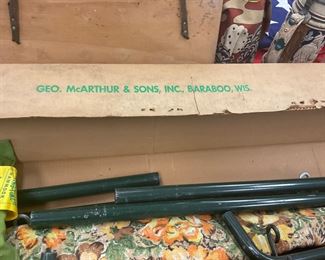 GEO. McARTHUR & SONS, INC., BARABOO, WIS.